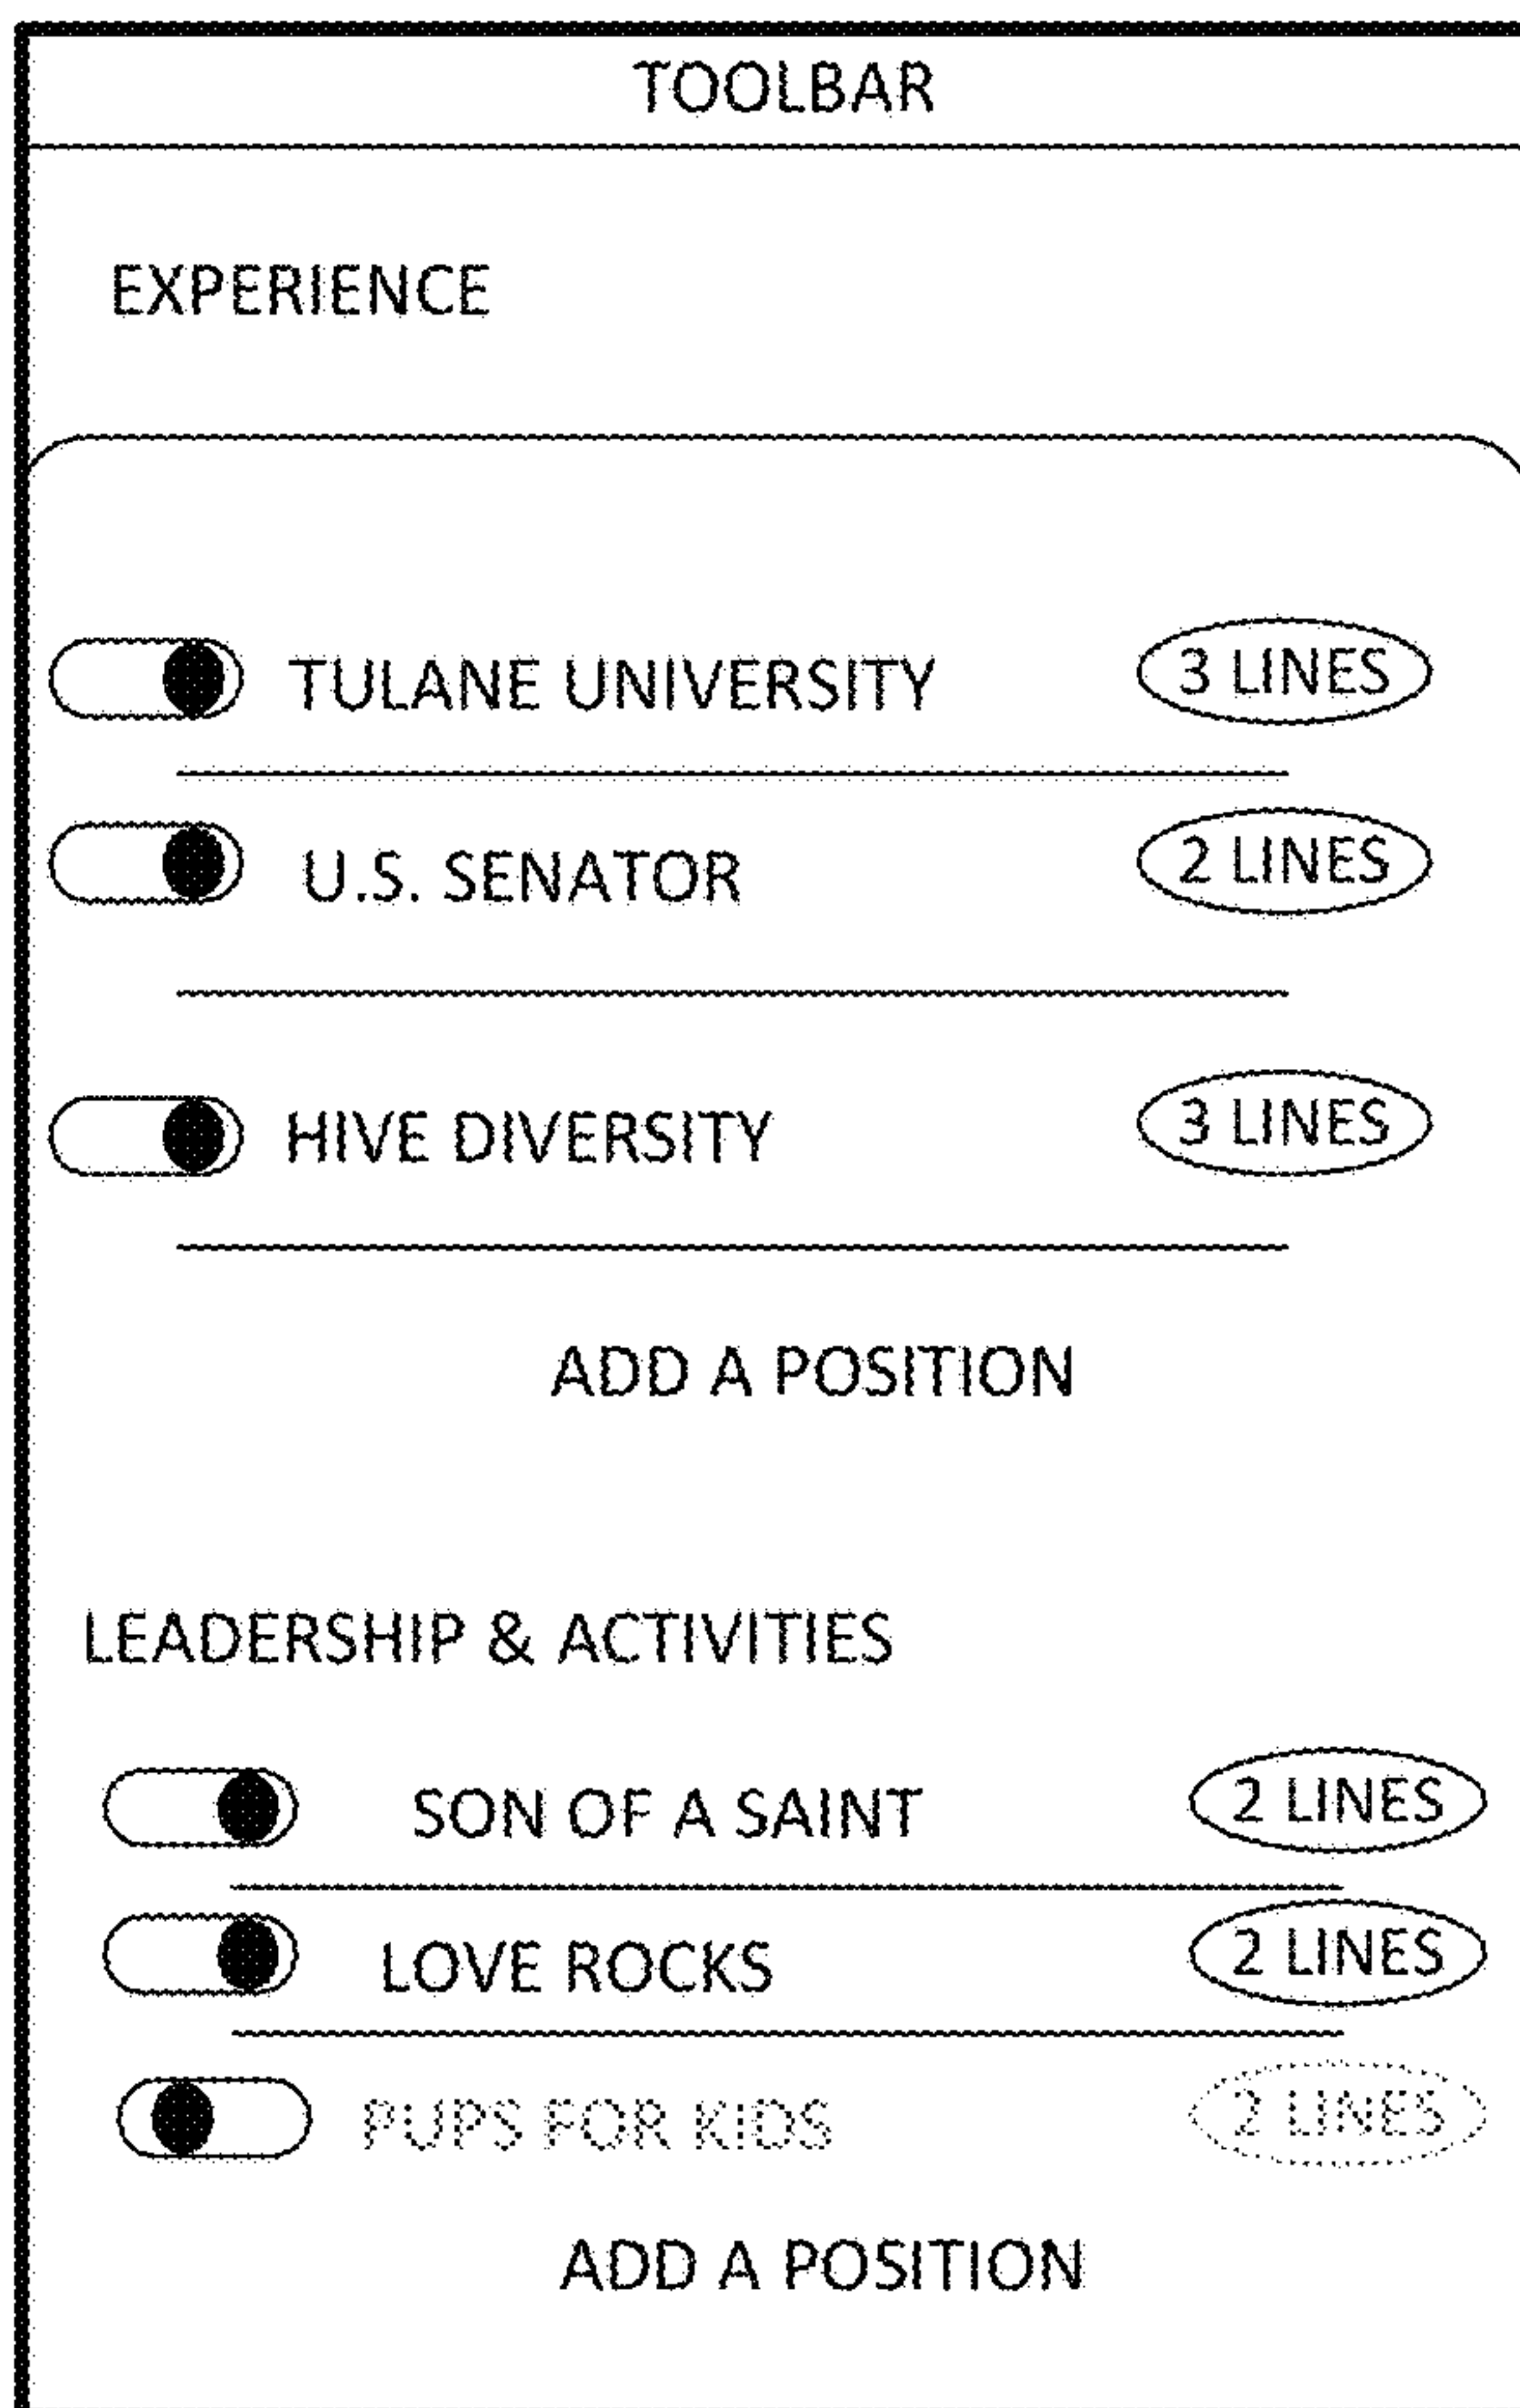 TOOLBAR
EXPERIENCE
TULANE UNIVERSITY 3 LINES
U.S. SENATOR 2 LINES
HIVE DIVERSITY 3 LINES
ADD A POSITION
LEADERSHIP & ACTIVITIES
SON OF A SAINT 2 LINES
LOVE ROCKS 2 LINES
PUPS FOR KIDS 2 LINES
ADD A POSITION